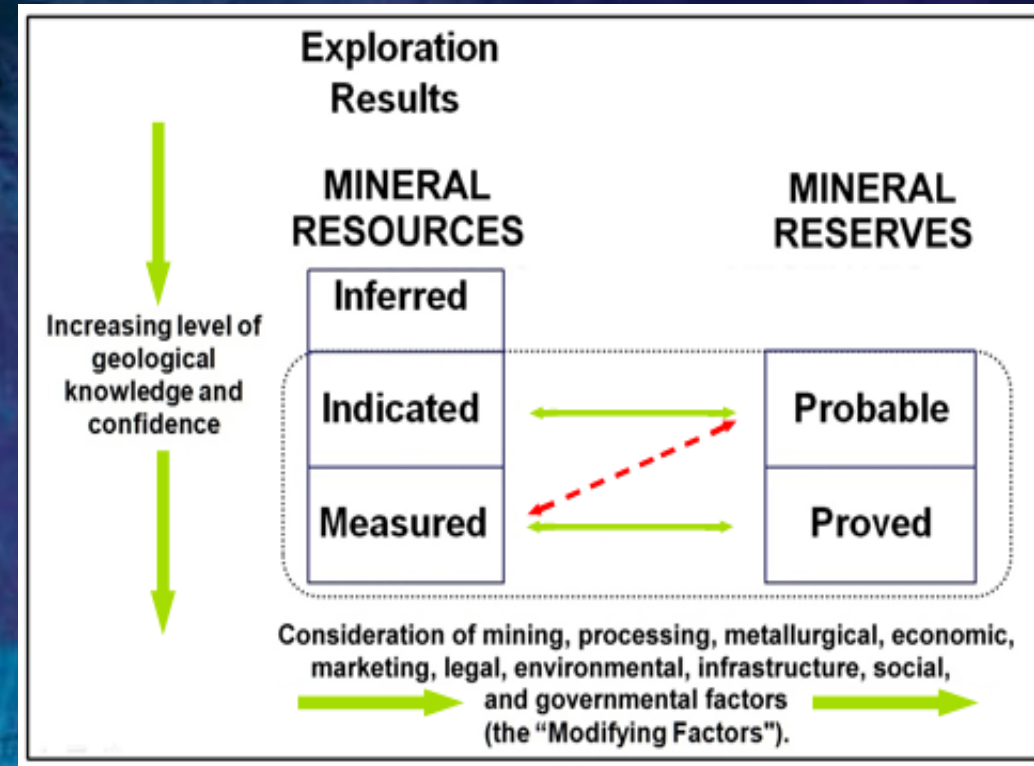 Exploration
Results
MINERAL
RESOURCES
MINERAL
RESERVES
Inferred
Increasing level of
geological
knowledge and
confidence
Indicated
Probable
Measured
Proved
Consideration of mining, processing, metallurgical, economic,
marketing, legal, environmental, infrastructure, social,
and governmental factors
(the “Modifying Factors").